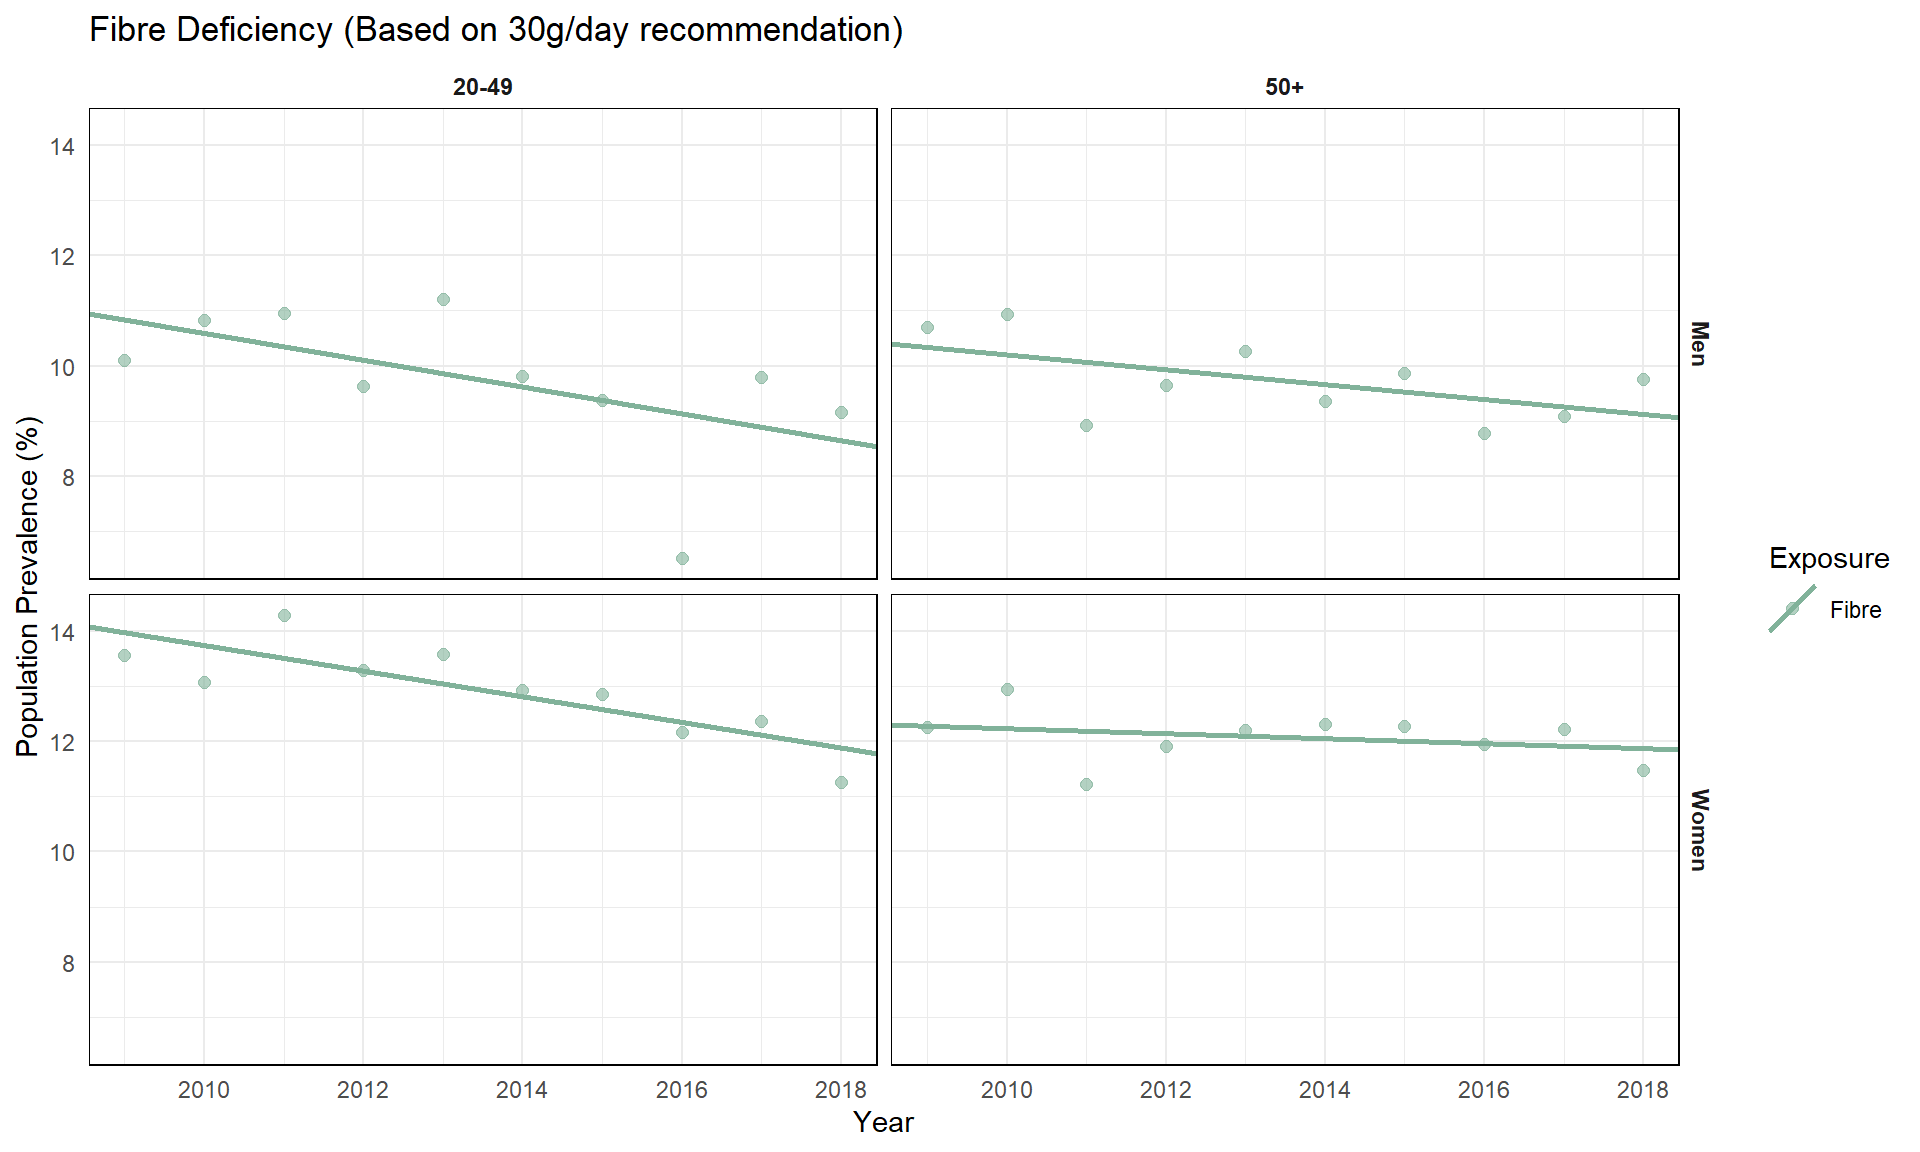 Fibre Deficiency (Based on 30g/day recommendation)
20-49
50+
14
12
10
8
Men
Population Prevalence (%)
14
12
10
8
Women
2010 2012 2014 2016 2018
2010 2012 2014 2016 2018
Year
Exposure
Fibre